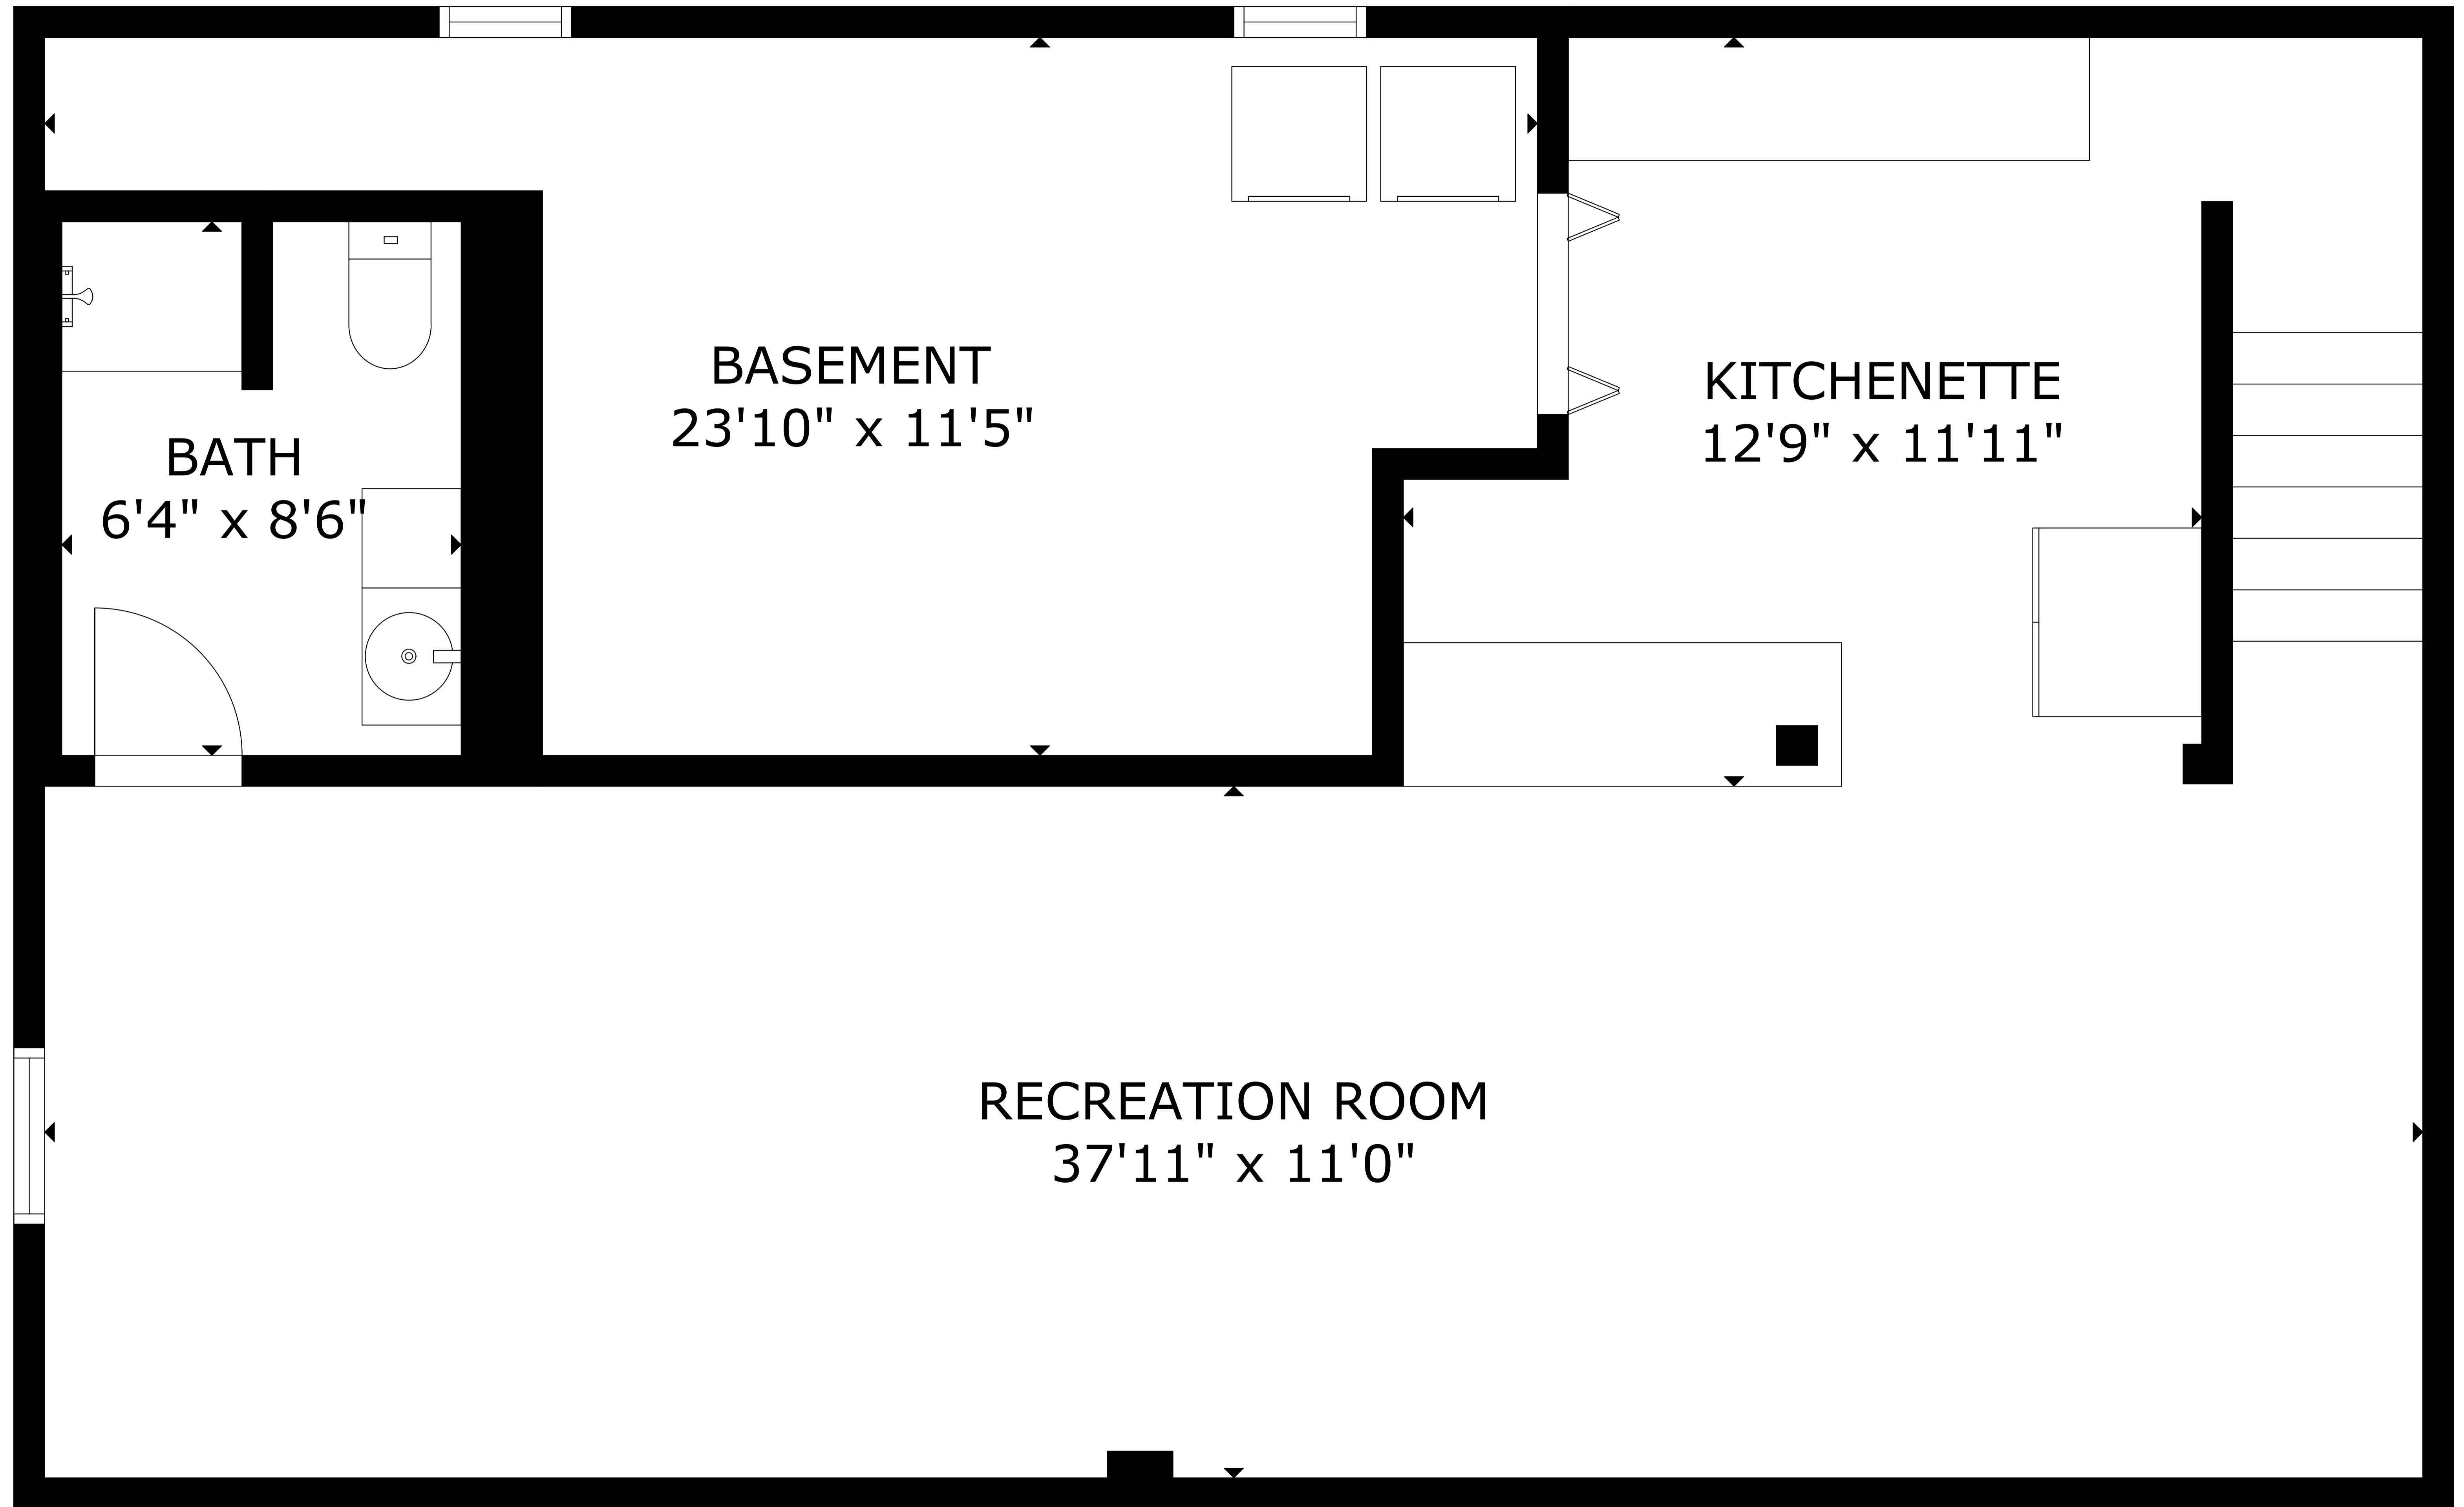 BASEMENT
23'10" x 11'5"
KITCHENETTE
12'9" x 11'11"
BATH
6'4" x 8'6"
RECREATION ROOM
37'11" x 11'0"